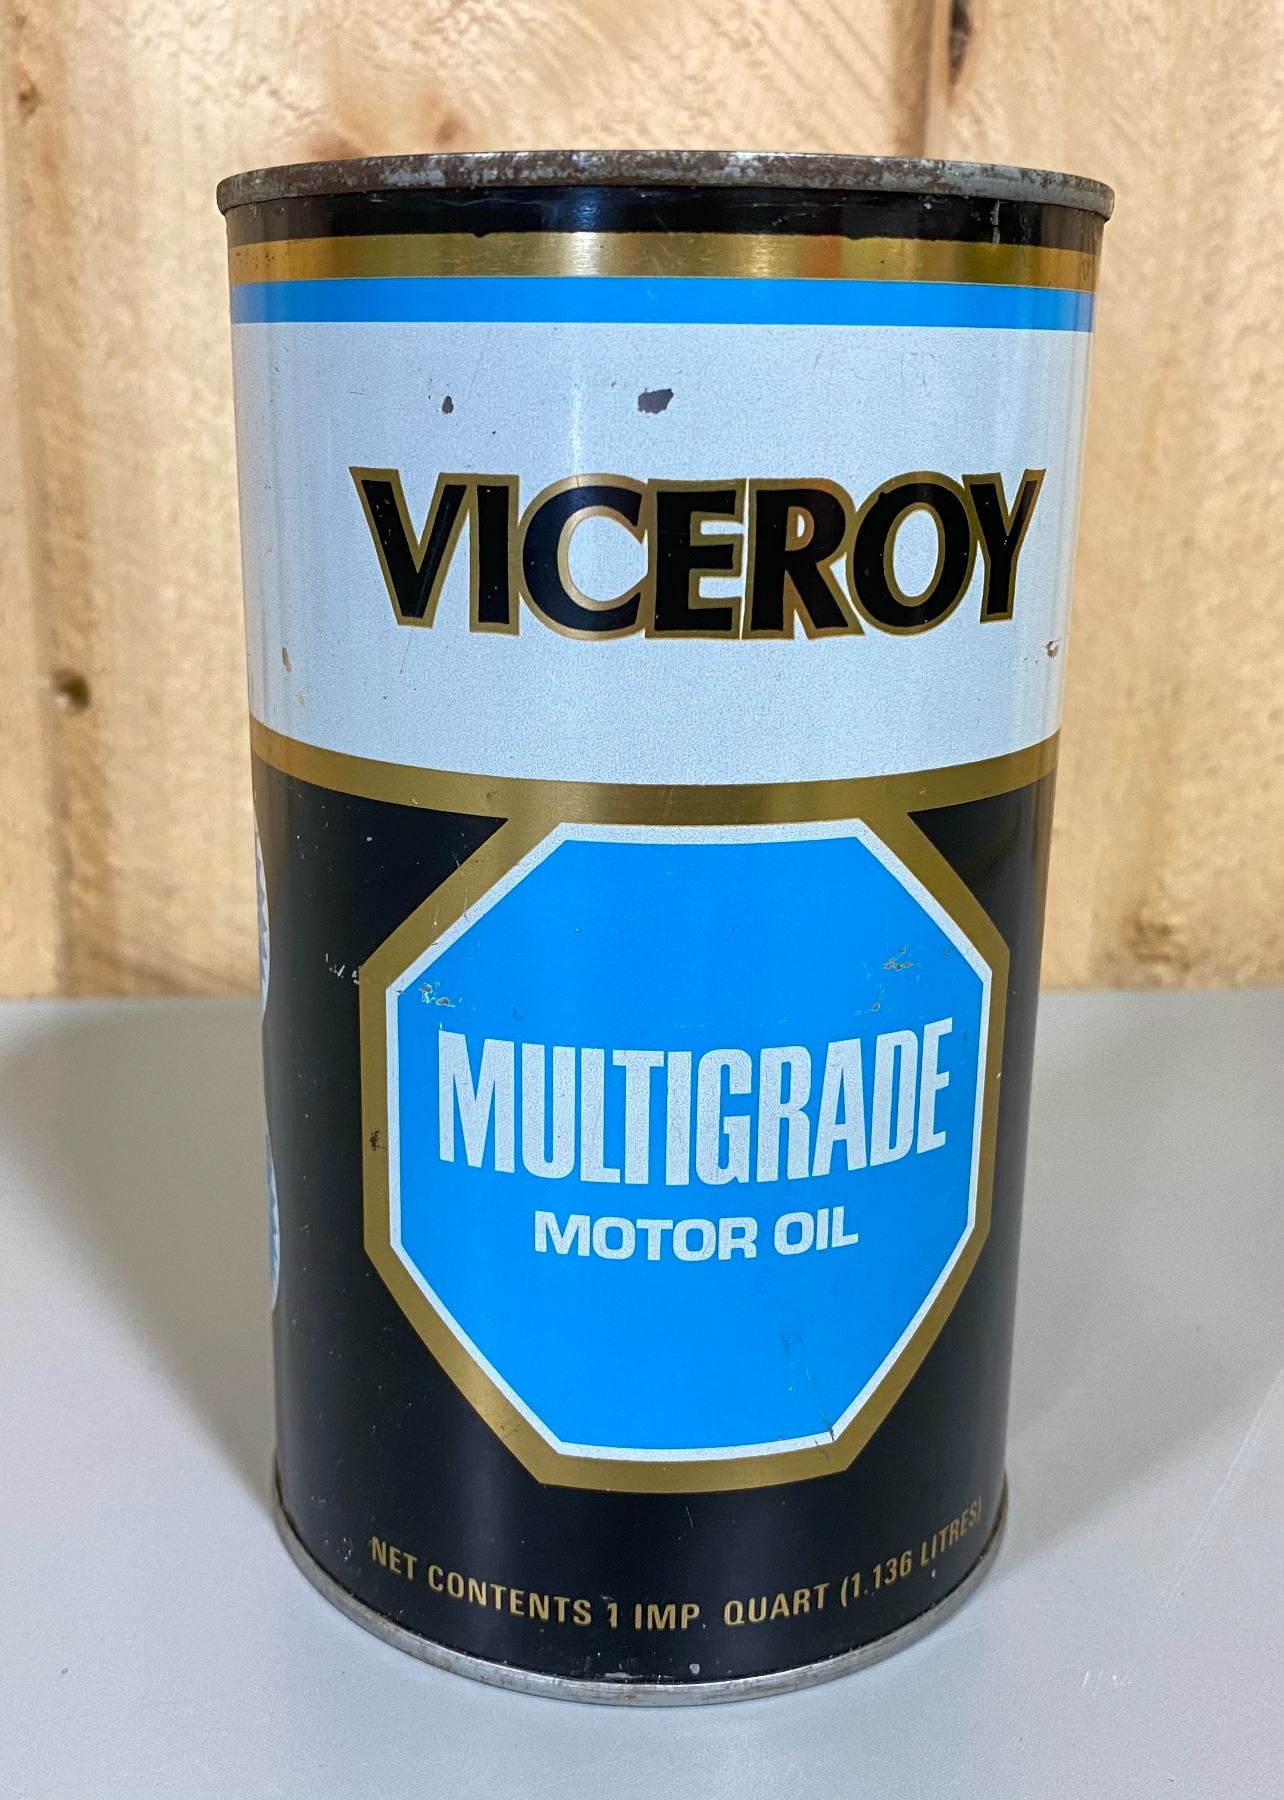 VICEROY
MULTIGRADE
MOTOR OIL
NET CONTENTS 1 IMP. QUART (1.136 LITRES)